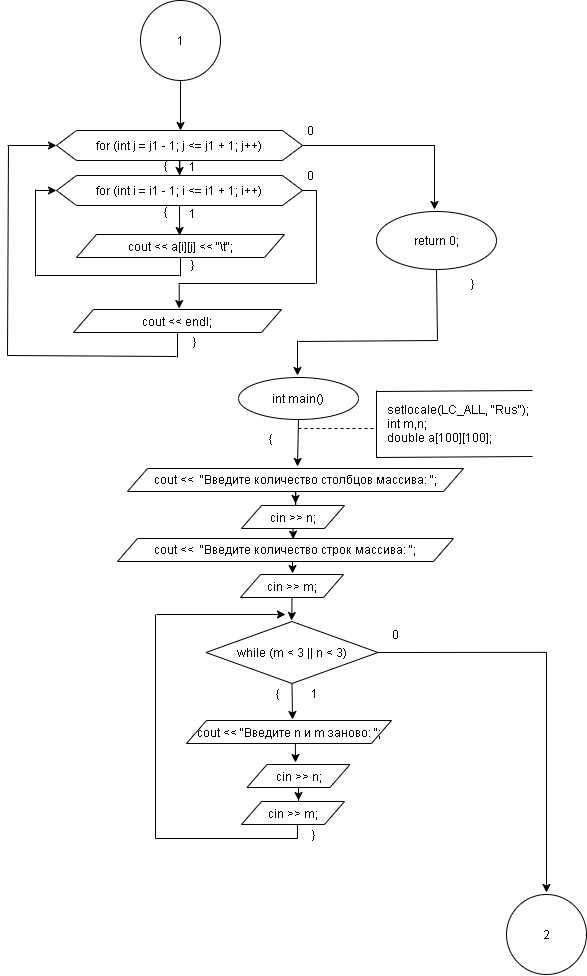 1
for (int j = j1 - 1; j <= j1 + 1; j++)
0
{ 1
for (int i = i1 - 1; i <= i1 + 1; i++)
0
{ 1
cout << a[i][j] << "\t";
}
return 0;
}
cout << endl;
}
int main()
{
setlocale(LC_ALL, "Rus");
int m,n;
double a[100][100];
cout << "Введите количество столбцов массива: ";
cin >> n;
cout << "Введите количество строк массива: ";
cin >> m;
while (m < 3 || n < 3)
0
{ 1
cout << "Введите n и m заново: ";
cin >> n;
cin >> m;
}
2